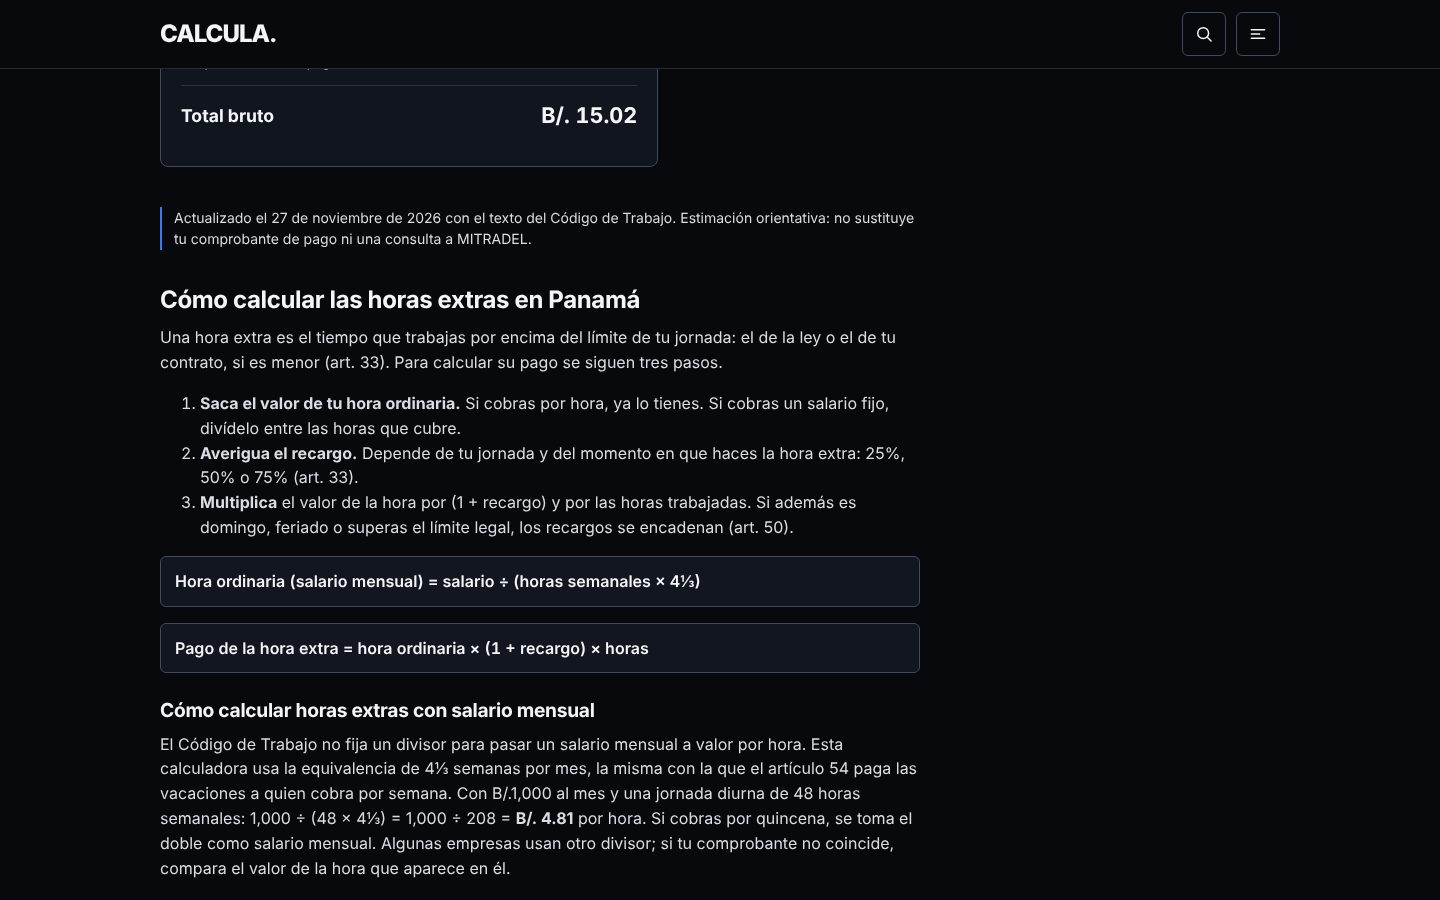 CALCULA.
Total bruto B/. 15.02
Actualizado el 27 de noviembre de 2026 con el texto del Código de Trabajo. Estimación orientativa: no sustituye
tu comprobante de pago ni una consulta a MITRADEL.
Cómo calcular las horas extras en Panamá
Una hora extra es el tiempo que trabajas por encima del límite de tu jornada: el de la ley o el de tu
contrato, si es menor (art. 33). Para calcular su pago se siguen tres pasos.
1. Saca el valor de tu hora ordinaria. Si cobras por hora, ya lo tienes. Si cobras un salario fijo,
divídelo entre las horas que cubre.
2. Averigua el recargo. Depende de tu jornada y del momento en que haces la hora extra: 25%,
50% o 75% (art. 33).
3. Multiplica el valor de la hora por (1 + recargo) y por las horas trabajadas. Si además es
domingo, feriado o superas el límite legal, los recargos se encadenan (art. 50).
Hora ordinaria (salario mensual) = salario ÷ (horas semanales × 4⅓)
Pago de la hora extra = hora ordinaria × (1 + recargo) × horas
Cómo calcular horas extras con salario mensual
El Código de Trabajo no fija un divisor para pasar un salario mensual a valor por hora. Esta
calculadora usa la equivalencia de 4⅓ semanas por mes, la misma con la que el artículo 54 paga las
vacaciones a quien cobra por semana. Con B/.1,000 al mes y una jornada diurna de 48 horas
semanales: 1,000 ÷ (48 × 4⅓) = 1,000 ÷ 208 = B/. 4.81 por hora. Si cobras por quincena, se toma el
doble como salario mensual. Algunas empresas usan otro divisor; si tu comprobante no coincide,
compara el valor de la hora que aparece en él.